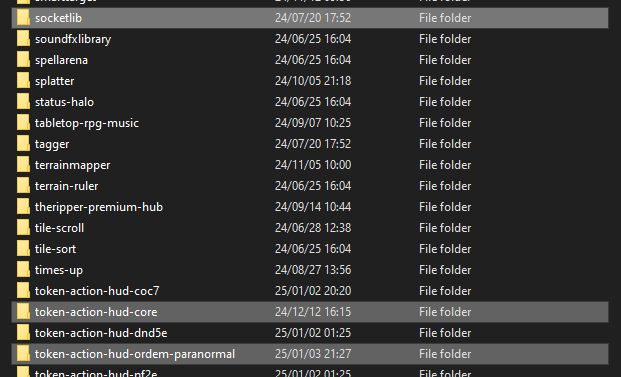 socketlib 24/07/20 17:52 File folder
soundfxlibrary 24/06/25 16:04 File folder
spellarena 24/06/25 16:04 File folder
splatter 24/10/05 21:18 File folder
status-halo 24/06/25 16:04 File folder
tabletop-rpg-music 24/09/07 10:25 File folder
tagger 24/07/20 17:52 File folder
terrainmapper 24/11/05 10:00 File folder
terrain-ruler 24/06/25 16:04 File folder
theripper-premium-hub 24/09/14 10:44 File folder
tile-scroll 24/06/28 12:38 File folder
tile-sort 24/06/25 16:04 File folder
times-up 24/08/27 13:56 File folder
token-action-hud-coc7 25/01/02 20:20 File folder
token-action-hud-core 24/12/12 16:15 File folder
token-action-hud-dnd5e 25/01/02 01:25 File folder
token-action-hud-ordem-paranormal 25/01/03 21:27 File folder
token-action-hud-pf2e 25/01/02 01:25 File folder